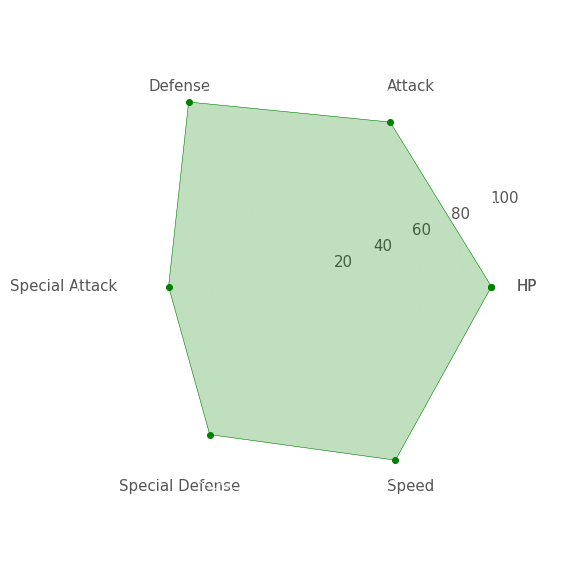 Defense
Attack
100
80
60
40
20
Special Attack
HP
Special Defense
Speed